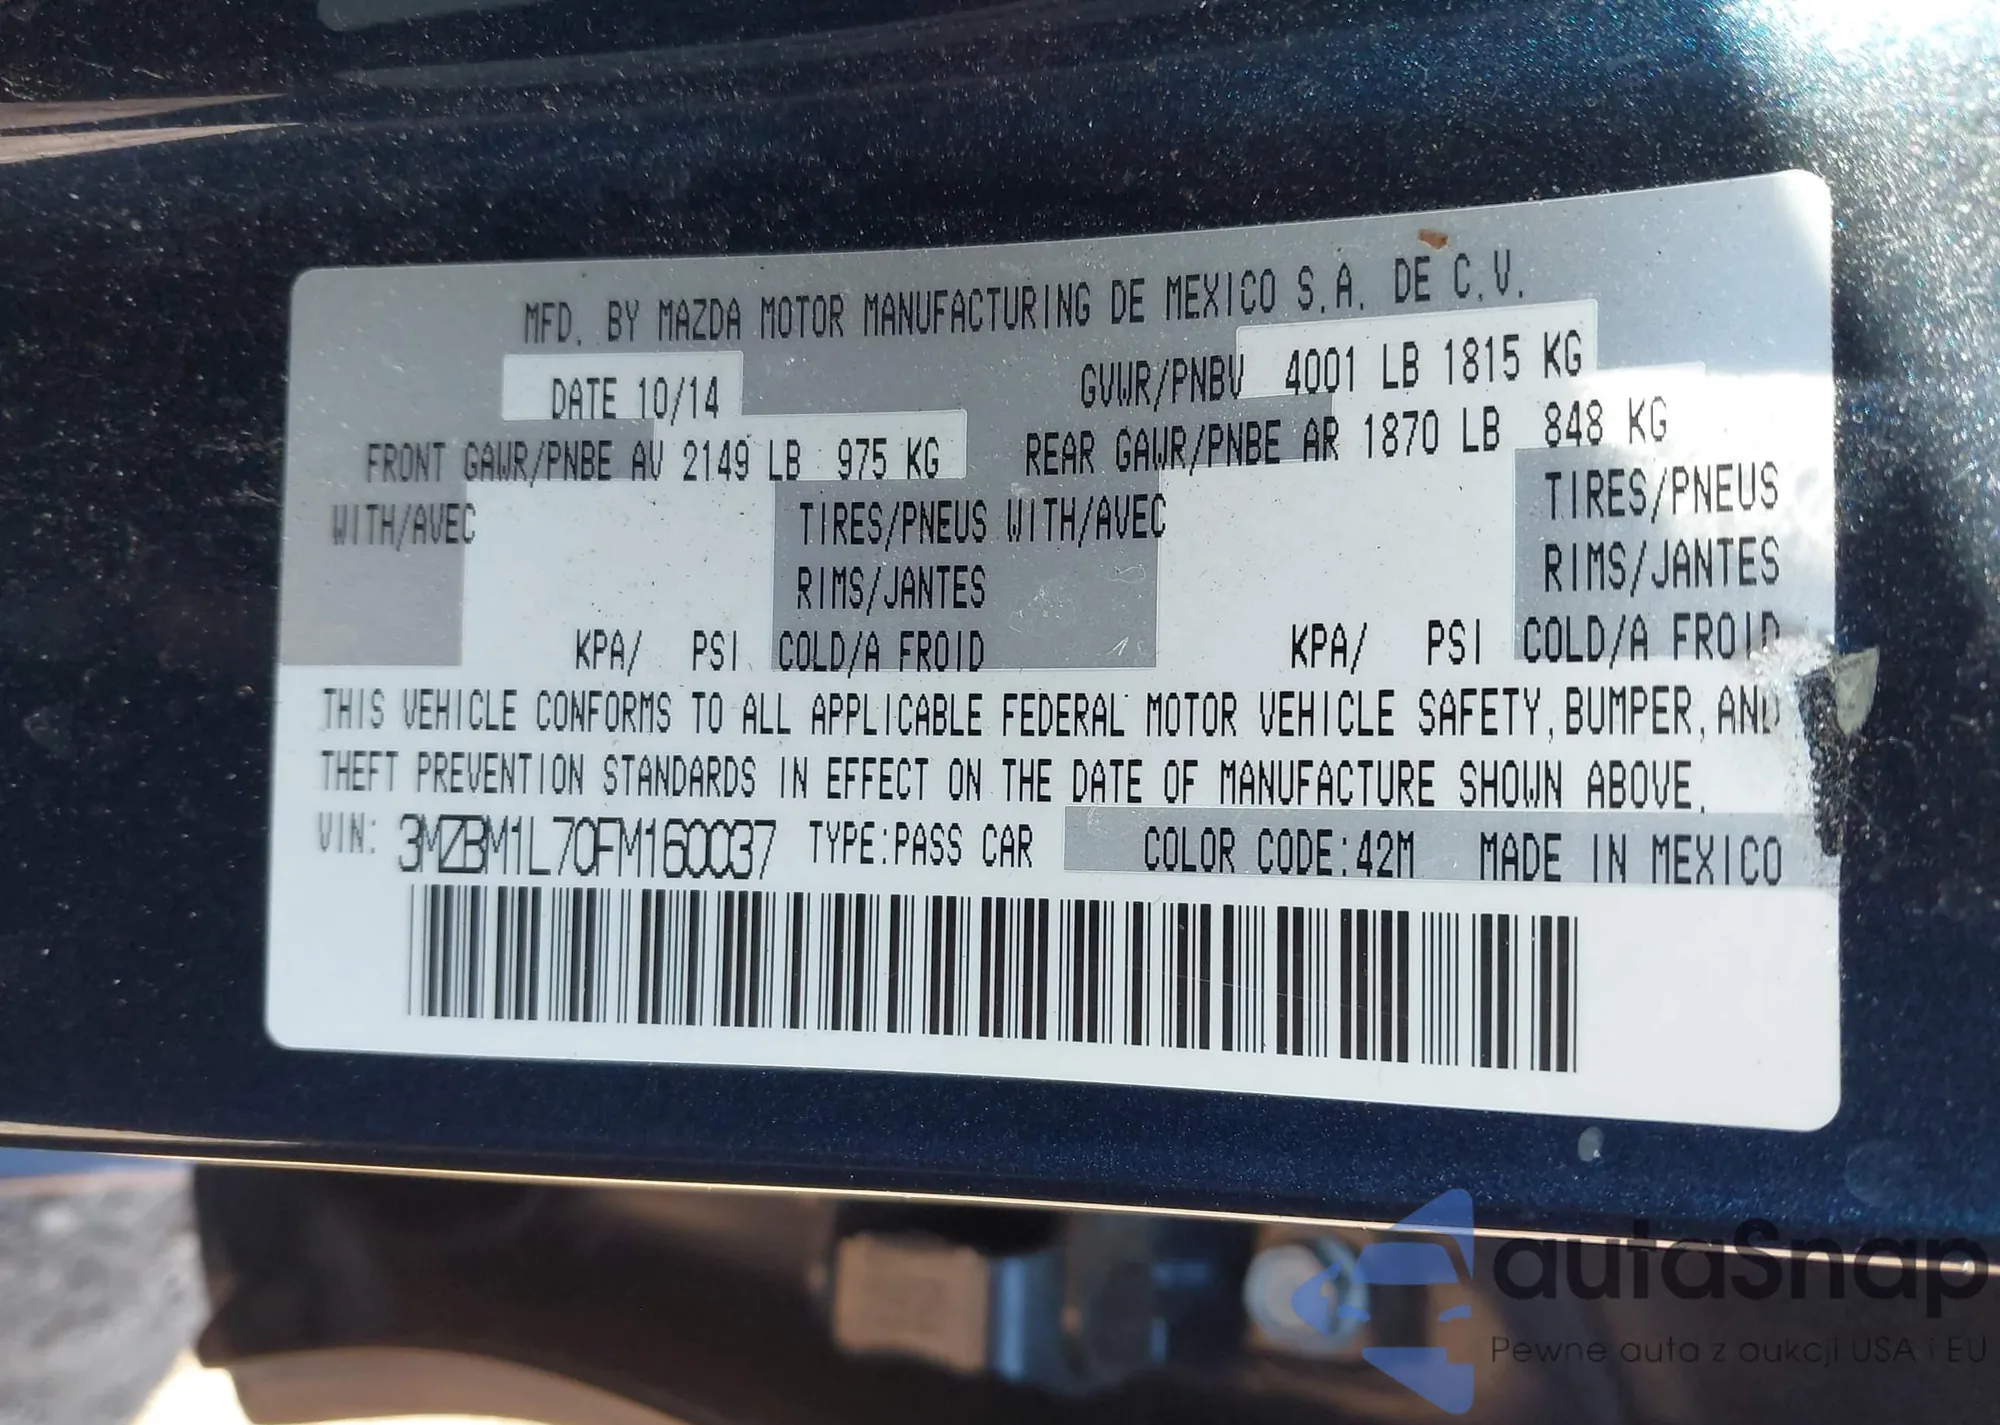 MFD. BY MAZDA MOTOR MANUFACTURING DE MEXICO S.A. DE C.V.
DATE 10/14 GVWR/PNBV 4001 LB 1815 KG
FRONT GAWR/PNBE AV 2149 LB 975 KG REAR GAWR/PNBE AR 1870 LB 848 KG
WITH/AVEC TIRES/PNEUS WITH/AVEC TIRES/PNEUS
RIMS/JANTES RIMS/JANTES
KPA/ PSI COLD/A FROID KPA/ PSI COLD/A FROID
THIS VEHICLE CONFORMS TO ALL APPLICABLE FEDERAL MOTOR VEHICLE SAFETY, BUMPER, AND
THEFT PREVENTION STANDARDS IN EFFECT ON THE DATE OF MANUFACTURE SHOWN ABOVE.
VIN: 3MZBM1L70FM160037 TYPE:PASS CAR COLOR CODE:42M MADE IN MEXICO
autaSnap.
Pewne auta z aukcji USA i EU